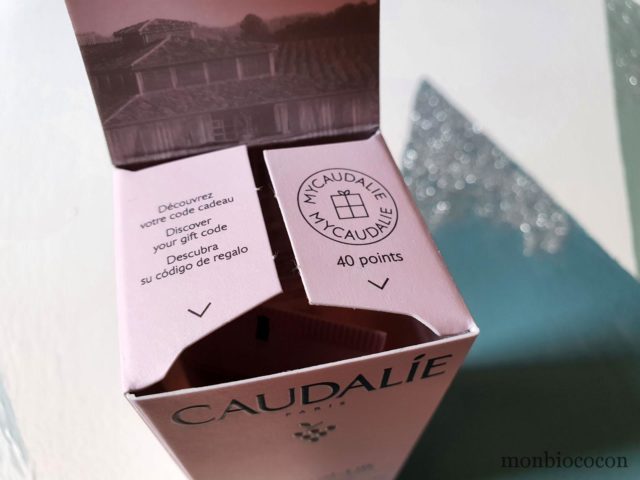 Découvrez
votre code cadeau
Discover
your gift code
Descubra
su código de regalo
MYCAUDALIE
MYCAUDALIE
40 points
CAUDALÍE
PARIS
monbiococon